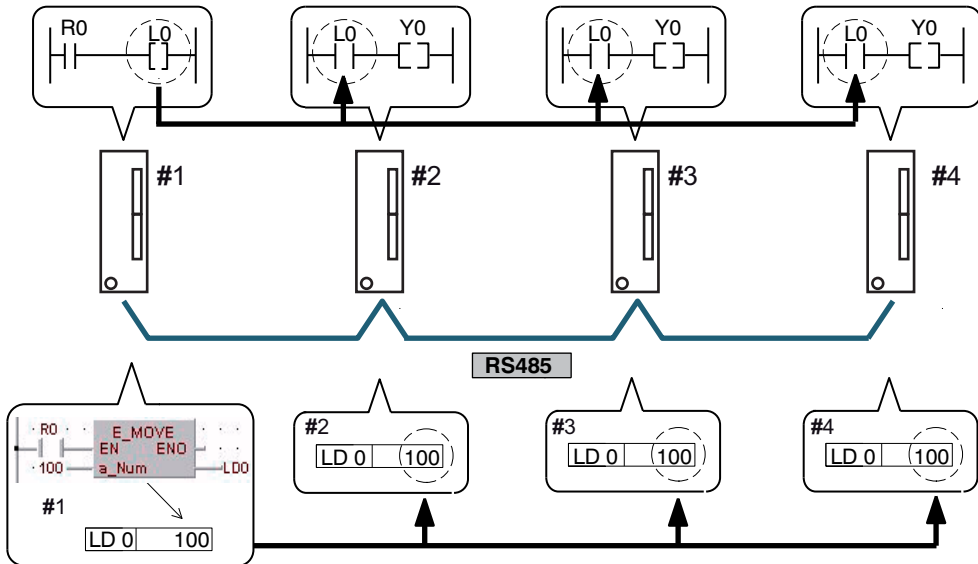 R0 L0
L0 Y0
L0 Y0
L0 Y0
#1
#2
#3
#4
RS485
R0 E_MOVE
EN ENO
100 a_Num LD0
#1
LD 0 100
#2
LD 0 100
#3
LD 0 100
#4
LD 0 100